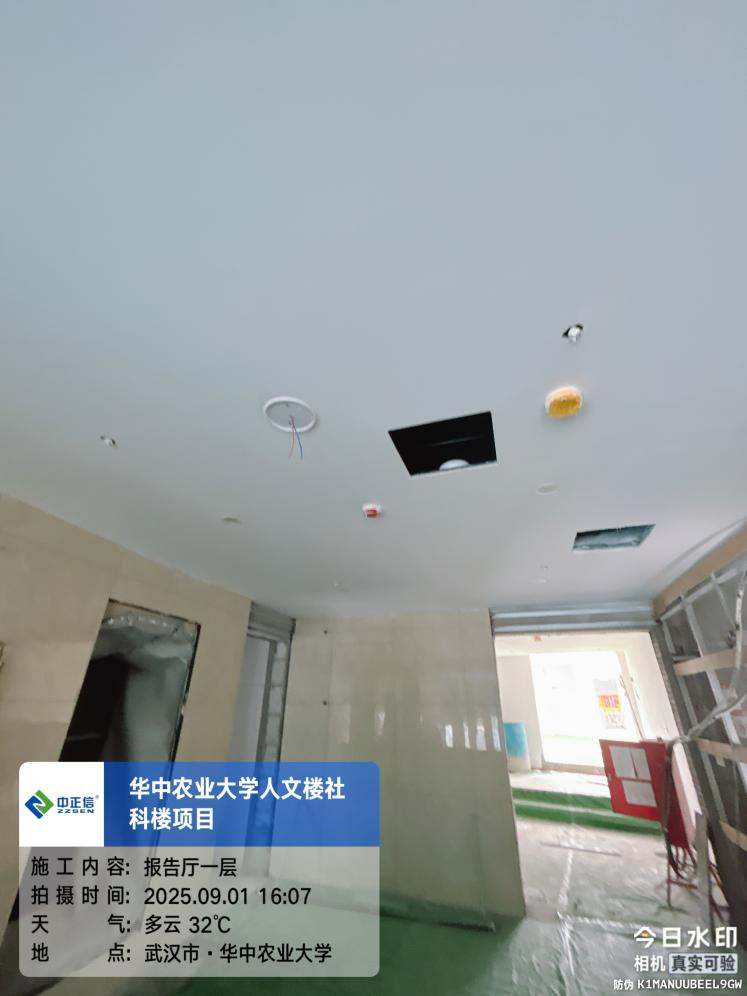 中正信®
ZZSEN
华中农业大学人文楼社
科楼项目
施工内容: 报告厅一层
拍摄时间: 2025.09.01 16:07
天气: 多云 32℃
地点: 武汉市·华中农业大学
今日水印
相机 真实可验
防伪 K1MANUUBEEL9GW